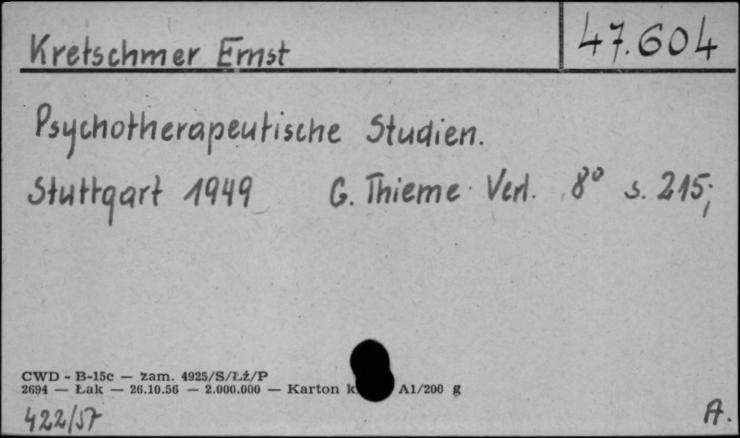 Kretschmer Ernst
47.604
Psychotherapeutische Studien.
Stuttgart 1949 G. Thieme Verl. 8° s. 215;
CWD - B-15c — zam. 4925/S/Łż/P
2694 — Łak — 26.10.56 — 2.000.000 — Karton k A1/200 g
422/57
A.